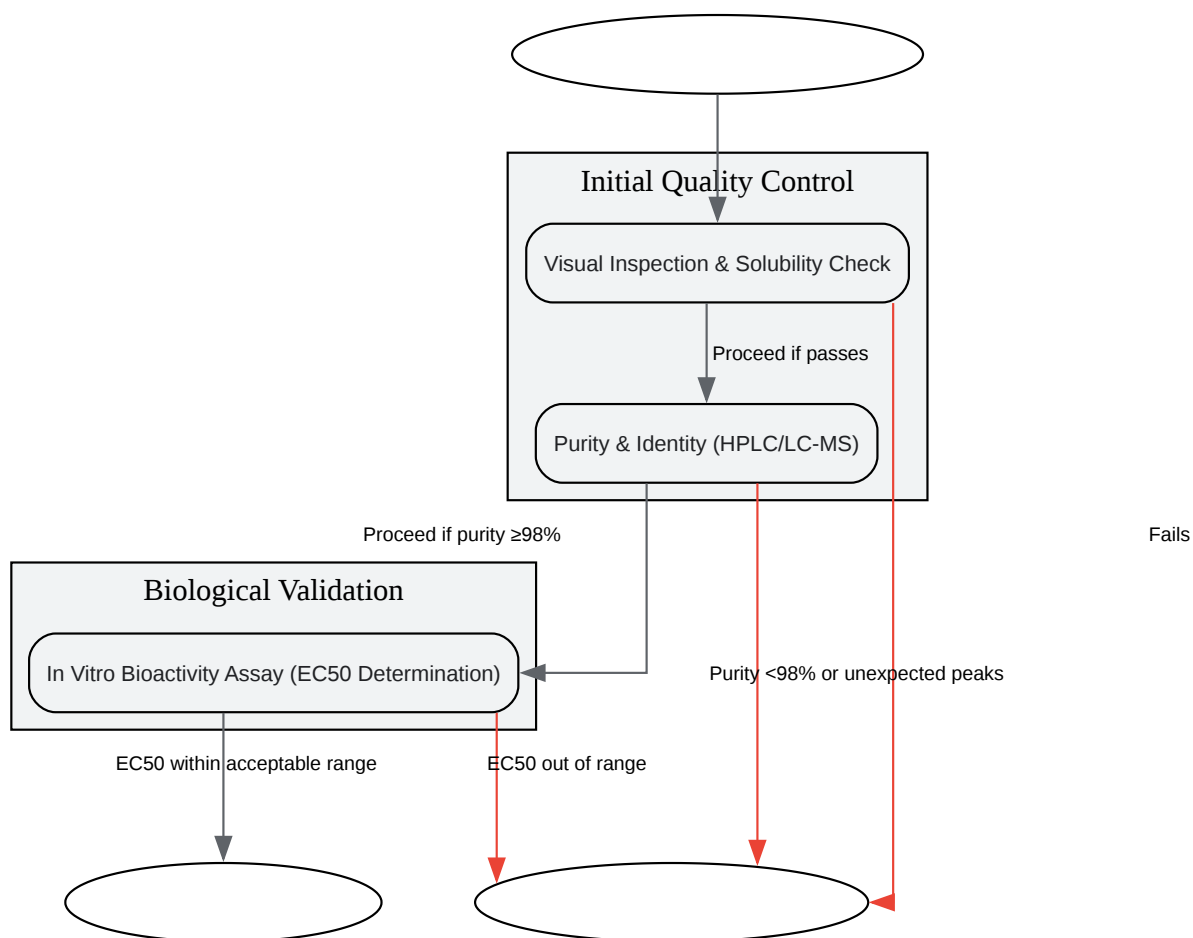 Initial Quality Control
Visual Inspection & Solubility Check
Proceed if passes
Purity & Identity (HPLC/LC-MS)
Proceed if purity ≥98%
Fails
Biological Validation
In Vitro Bioactivity Assay (EC50 Determination)
Purity <98% or unexpected peaks
EC50 within acceptable range
EC50 out of range